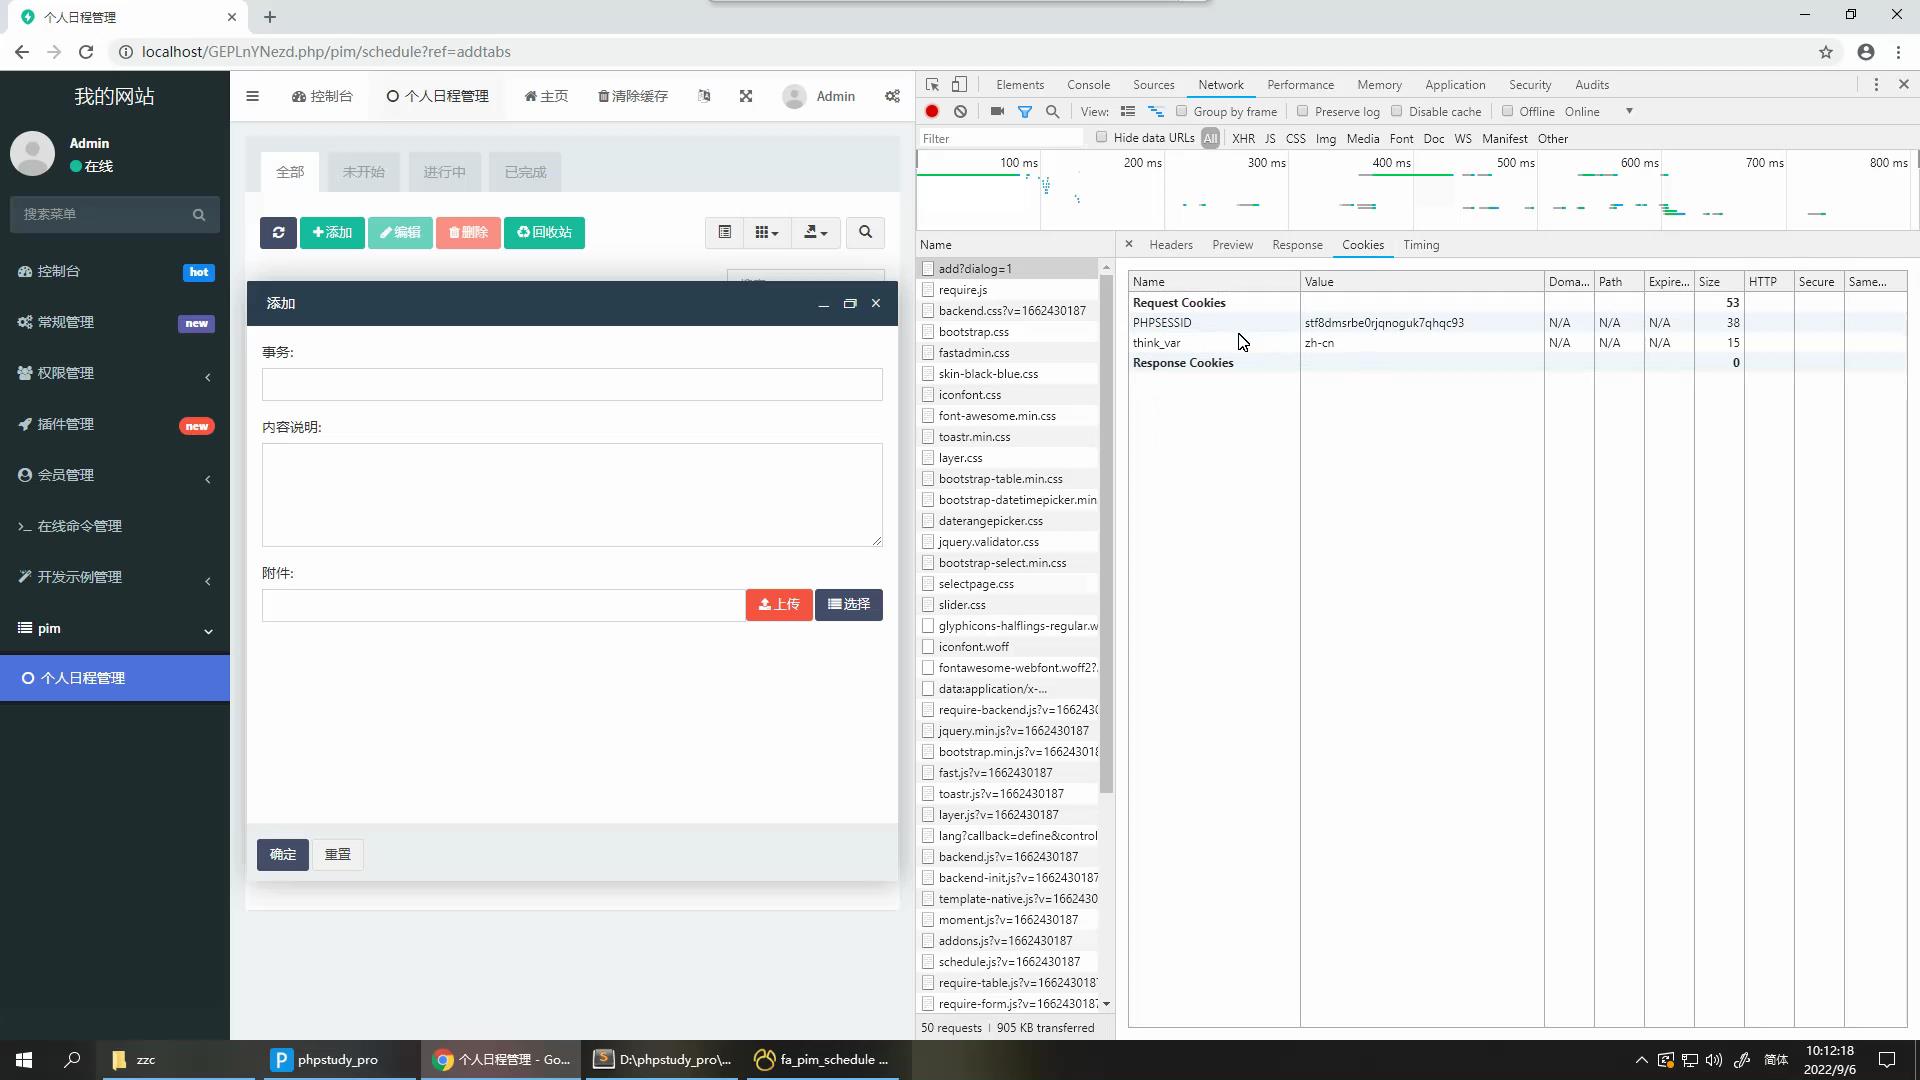 个人日程管理
localhost/GEPLnYNezd.php/pim/schedule?ref=addtabs
我的网站
Admin
在线
搜索菜单
控制台 hot
常规管理 new
权限管理
插件管理 new
会员管理
在线命令管理
开发示例管理
pim
个人日程管理
控制台 个人日程管理 主页 清除缓存 Admin
全部 未开始 进行中 已完成
添加 编辑 删除 回收站
添加
事务:
内容说明:
附件:
上传 选择
确定 重置
Elements Console Sources Network Performance Memory Application Security Audits
View: Group by frame Preserve log Disable cache Offline Online
Filter Hide data URLs All XHR JS CSS Img Media Font Doc WS Manifest Other
100 ms 200 ms 300 ms 400 ms 500 ms 600 ms 700 ms 800 ms
Name
add?dialog=1
require.js
backend.css?v=1662430187
bootstrap.css
fastadmin.css
skin-black-blue.css
iconfont.css
font-awesome.min.css
toastr.min.css
layer.css
bootstrap-table.min.css
bootstrap-datetimepicker.min
daterangepicker.css
jquery.validator.css
bootstrap-select.min.css
selectpage.css
slider.css
glyphicons-halflings-regular.w
iconfont.woff
fontawesome-webfont.woff2?.
data:application/x-...
require-backend.js?v=1662430
jquery.min.js?v=1662430187
bootstrap.min.js?v=166243018
fast.js?v=1662430187
toastr.js?v=1662430187
layer.js?v=1662430187
lang?callback=define&control
backend.js?v=1662430187
backend-init.js?v=1662430187
template-native.js?v=1662430
moment.js?v=1662430187
addons.js?v=1662430187
schedule.js?v=1662430187
require-table.js?v=1662430187
require-form.js?v=1662430187
50 requests | 905 KB transferred
Headers Preview Response Cookies Timing
Name Value Doma... Path Expire... Size HTTP Secure Same...
Request Cookies 53
PHPSESSID stf8dmsrbe0rjqnoguk7qhqc93 N/A N/A N/A 38
think_var zh-cn N/A N/A N/A 15
Response Cookies 0
zzc phpstudy_pro 个人日程管理 - Go... D:\phpstudy_pro\... fa_pim_schedule ... 简体 10:12:18
2022/9/6